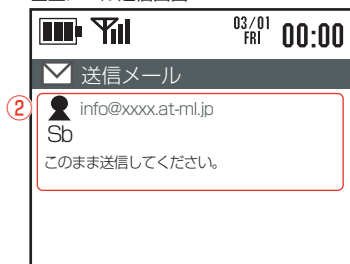 03/01
FRI
00:00
送信メール
②
info@xxxx.at-ml.jp
Sb
このまま送信してください。